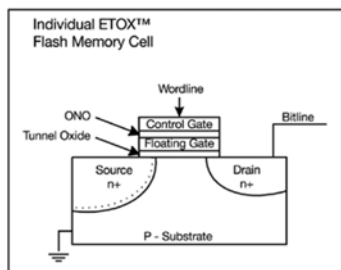 Individual ETOX™
Flash Memory Cell
Wordline
ONO
Control Gate
Bitline
Tunnel Oxide
Floating Gate
Source
n+
Drain
n+
P - Substrate